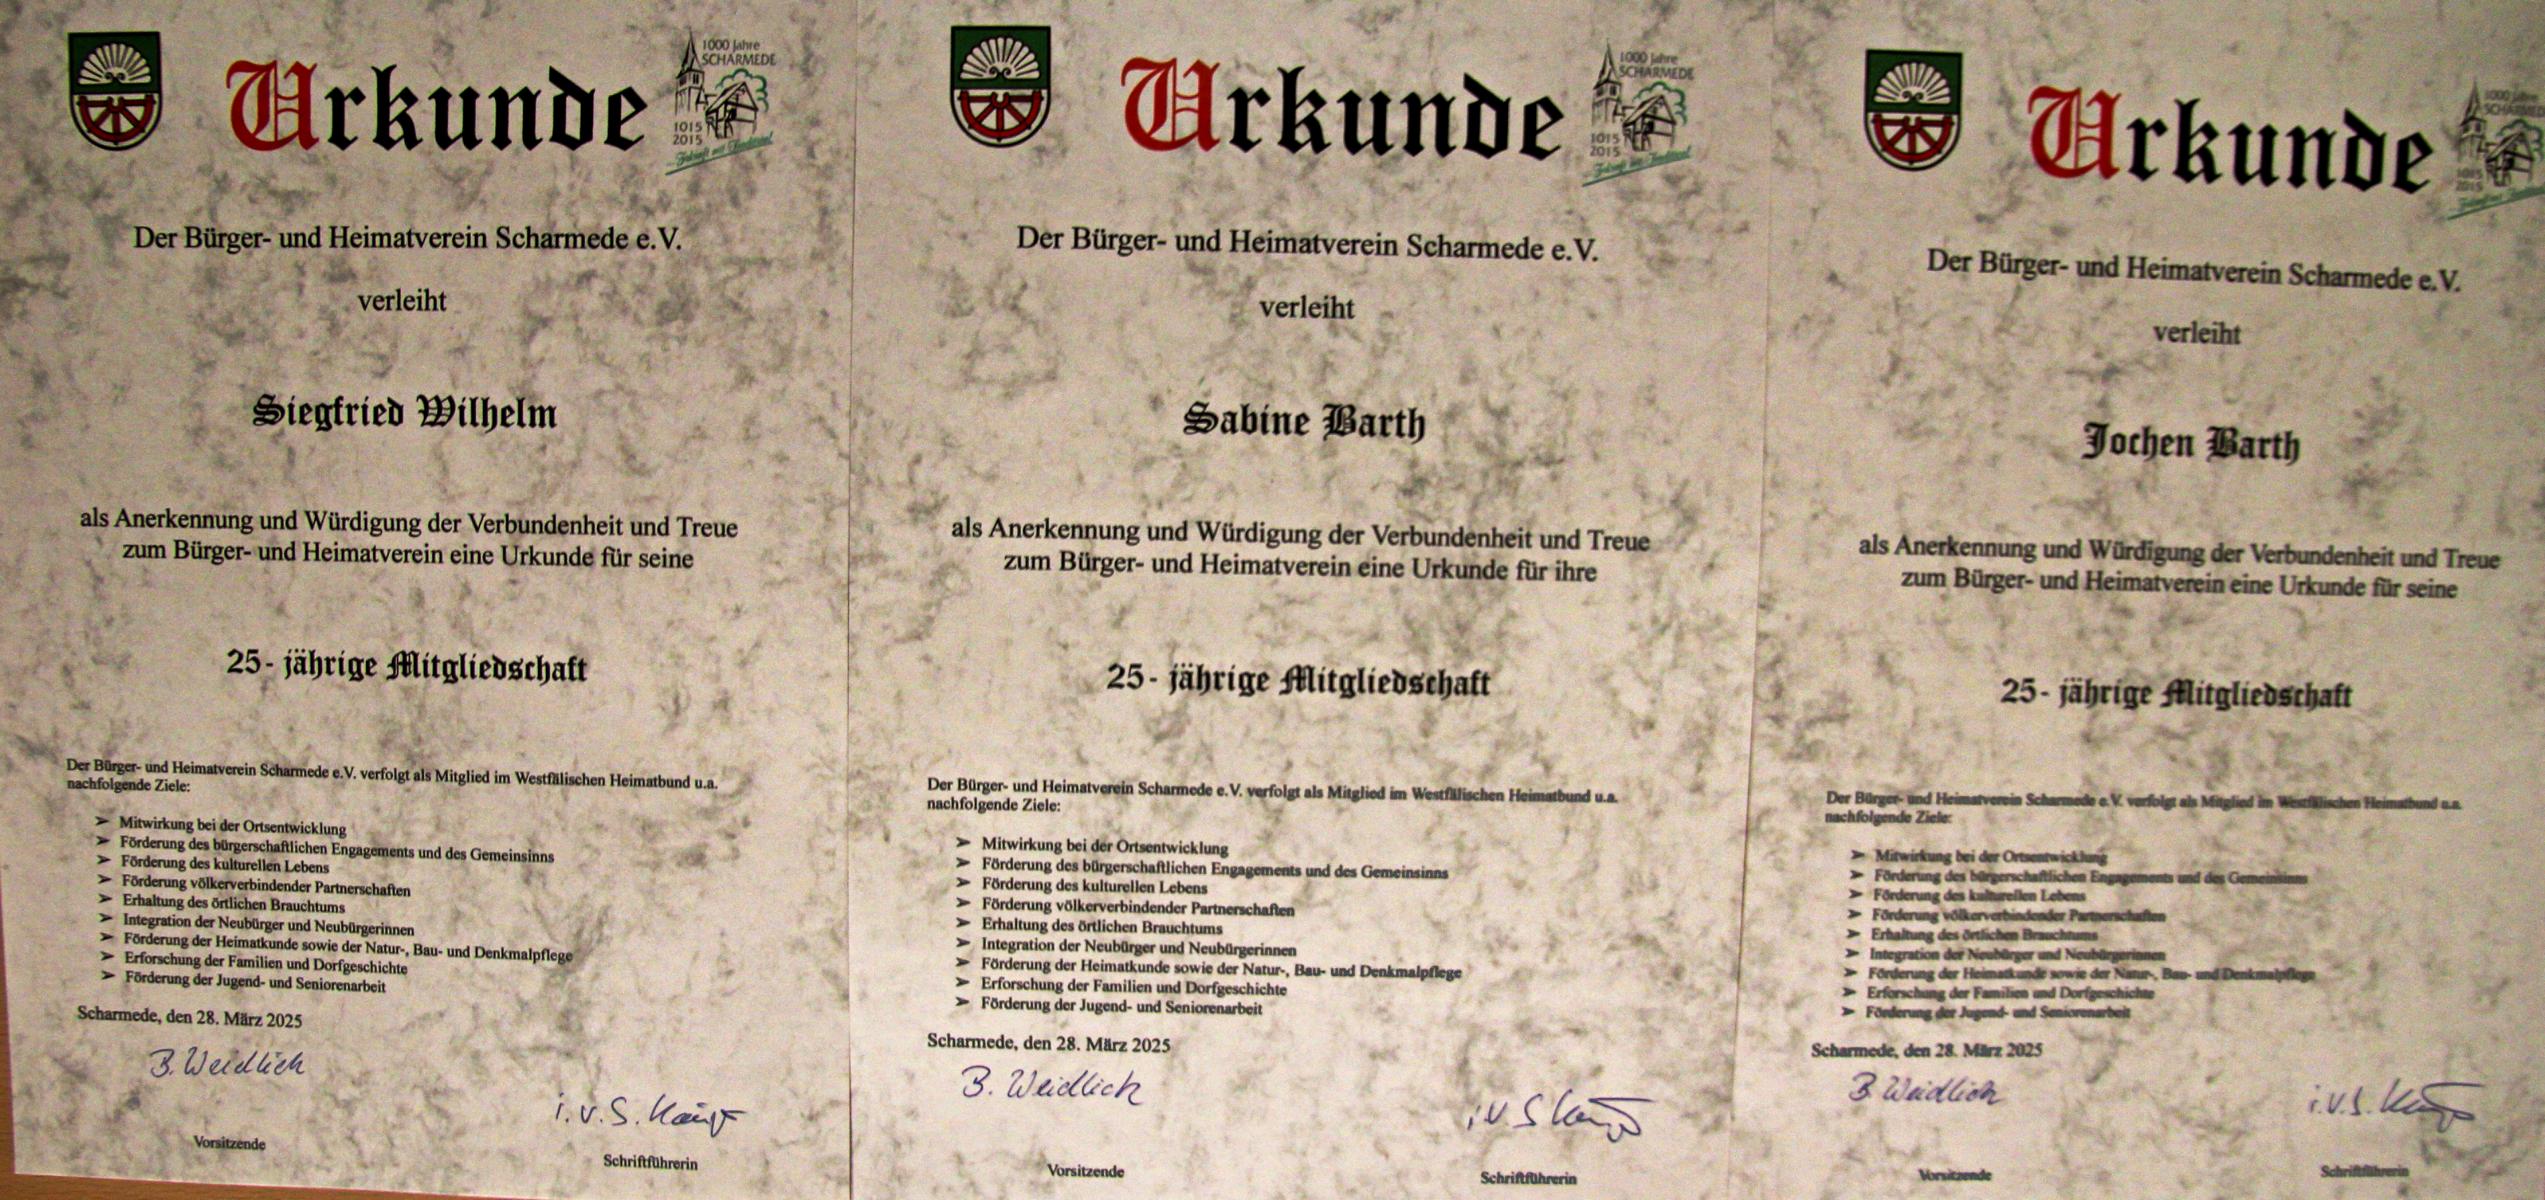 Urkunde
1000 Jahre
SCHARMEDE
1015
2015
Der Bürger- und Heimatverein Scharmede e.V.
verleiht
Siegfried Wilhelm
als Anerkennung und Würdigung der Verbundenheit und Treue
zum Bürger- und Heimatverein eine Urkunde für seine
25- jährige Mitgliedschaft
Der Bürger- und Heimatverein Scharmede e.V. verfolgt als Mitglied im Westfälischen Heimatbund u.a.
nachfolgende Ziele:
➢ Mitwirkung bei der Ortsentwicklung
➢ Förderung des bürgerschaftlichen Engagements und des Gemeinsinns
➢ Förderung des kulturellen Lebens
➢ Förderung völkerverbindender Partnerschaften
➢ Erhaltung des örtlichen Brauchtums
➢ Integration der Neubürger und Neubürgerinnen
➢ Förderung der Heimatkunde sowie der Natur-, Bau- und Denkmalpflege
➢ Erforschung der Familien und Dorfgeschichte
➢ Förderung der Jugend- und Seniorenarbeit
Scharmede, den 28. März 2025
B. Weidlich
i.v.S.
Vorsitzende
Schriftführerin
Urkunde
1000 Jahre
SCHARMEDE
1015
2015
Der Bürger- und Heimatverein Scharmede e.V.
verleiht
Sabine Barth
als Anerkennung und Würdigung der Verbundenheit und Treue
zum Bürger- und Heimatverein eine Urkunde für ihre
25- jährige Mitgliedschaft
Der Bürger- und Heimatverein Scharmede e.V. verfolgt als Mitglied im Westfälischen Heimatbund u.a.
nachfolgende Ziele:
➢ Mitwirkung bei der Ortsentwicklung
➢ Förderung des bürgerschaftlichen Engagements und des Gemeinsinns
➢ Förderung des kulturellen Lebens
➢ Förderung völkerverbindender Partnerschaften
➢ Erhaltung des örtlichen Brauchtums
➢ Integration der Neubürger und Neubürgerinnen
➢ Förderung der Heimatkunde sowie der Natur-, Bau- und Denkmalpflege
➢ Erforschung der Familien und Dorfgeschichte
➢ Förderung der Jugend- und Seniorenarbeit
Scharmede, den 28. März 2025
B. Weidlich
i.v S
Vorsitzende
Schriftführerin
Urkunde
1000 Jahre
SCHARMEDE
1015
2015
Der Bürger- und Heimatverein Scharmede e.V.
verleiht
Jochen Barth
als Anerkennung und Würdigung der Verbundenheit und Treue
zum Bürger- und Heimatverein eine Urkunde für seine
25- jährige Mitgliedschaft
Der Bürger- und Heimatverein Scharmede e.V. verfolgt als Mitglied im Westfälischen Heimatbund u.a.
nachfolgende Ziele:
➢ Mitwirkung bei der Ortsentwicklung
➢ Förderung des bürgerschaftlichen Engagements und des Gemeinsinns
➢ Förderung des kulturellen Lebens
➢ Förderung völkerverbindender Partnerschaften
➢ Erhaltung des örtlichen Brauchtums
➢ Integration der Neubürger und Neubürgerinnen
➢ Förderung der Heimatkunde sowie der Natur-, Bau- und Denkmalpflege
➢ Erforschung der Familien und Dorfgeschichte
➢ Förderung der Jugend- und Seniorenarbeit
Scharmede, den 28. März 2025
B. Weidlich
i.v.S.
Vorsitzende
Schriftführerin